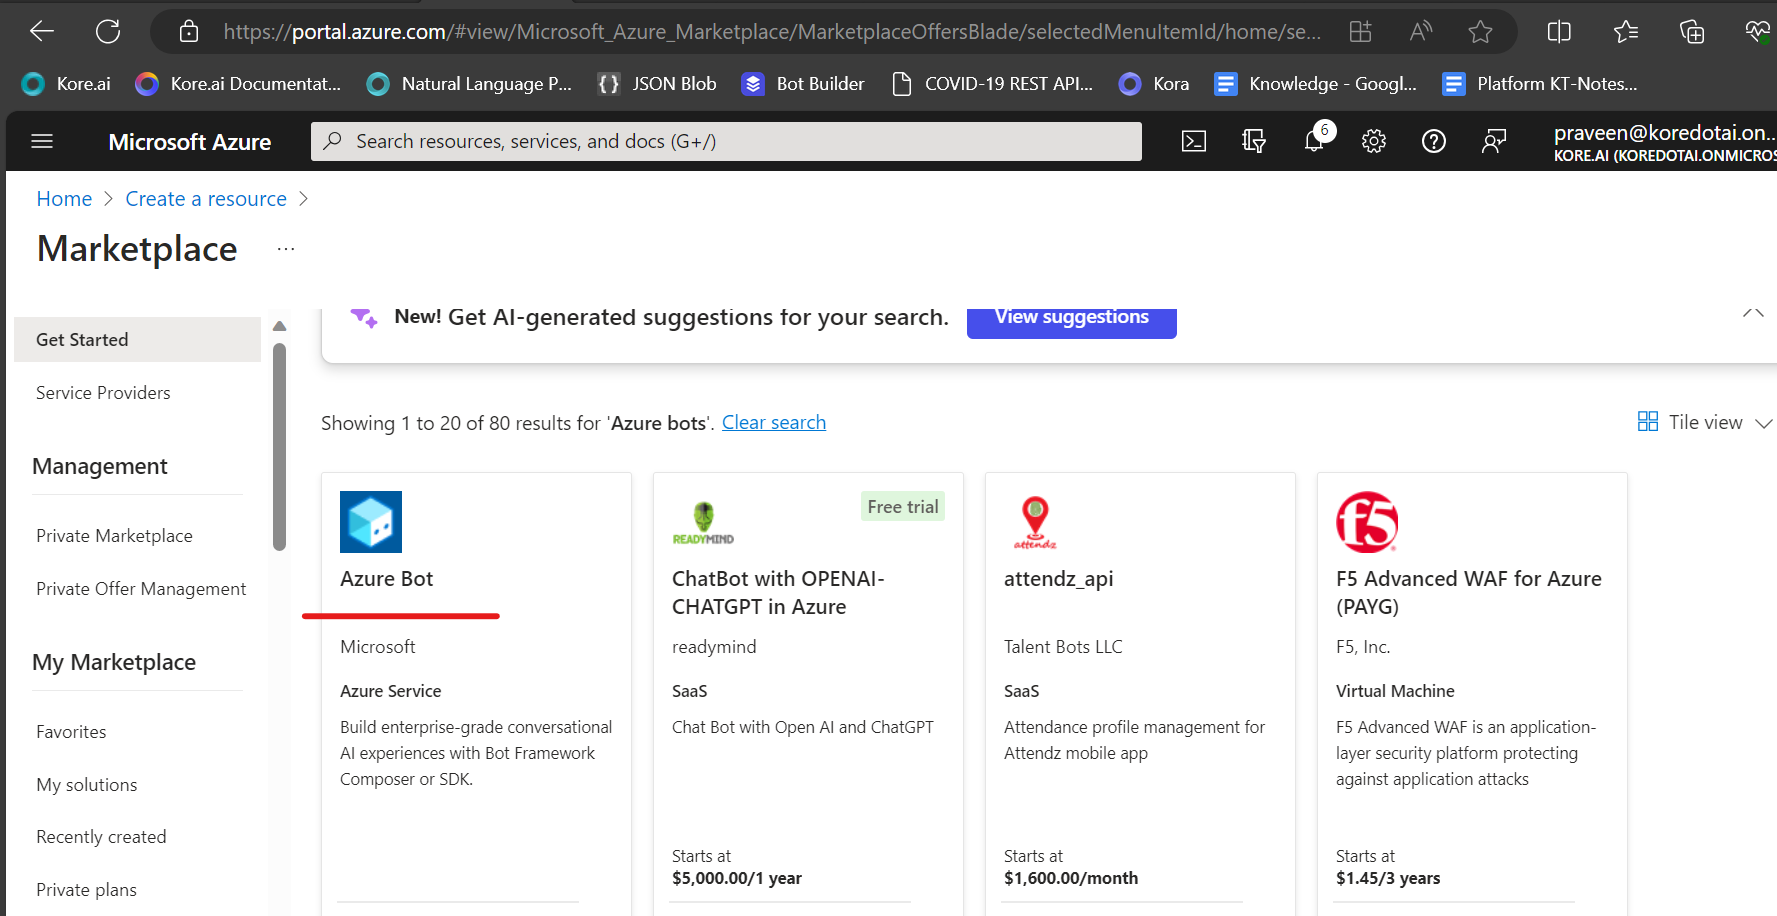 https://portal.azure.com/#view/Microsoft_Azure_Marketplace/MarketplaceOffersBlade/selectedMenuItemId/home/se...
Kore.ai
Kore.ai Documentat...
Natural Language P...
JSON Blob
Bot Builder
COVID-19 REST API...
Kora
Knowledge - Googl...
Platform KT-Notes...
Microsoft Azure
Search resources, services, and docs (G+/)
6
praveen@koredotai.on...
KORE.AI (KOREDOTAI.ONMICROS
Home > Create a resource >
Marketplace ...
Get Started
Service Providers
Management
Private Marketplace
Private Offer Management
My Marketplace
Favorites
My solutions
Recently created
Private plans
New! Get AI-generated suggestions for your search.
View suggestions
Showing 1 to 20 of 80 results for 'Azure bots'. Clear search
Tile view
Azure Bot
Microsoft
Azure Service
Build enterprise-grade conversational
AI experiences with Bot Framework
Composer or SDK.
READYMIND
Free trial
ChatBot with OPENAI-
CHATGPT in Azure
readymind
SaaS
Chat Bot with Open AI and ChatGPT
Starts at
$5,000.00/1 year
attendz
attendz_api
Talent Bots LLC
SaaS
Attendance profile management for
Attendz mobile app
Starts at
$1,600.00/month
f5
F5 Advanced WAF for Azure
(PAYG)
F5, Inc.
Virtual Machine
F5 Advanced WAF is an application-
layer security platform protecting
against application attacks
Starts at
$1.45/3 years